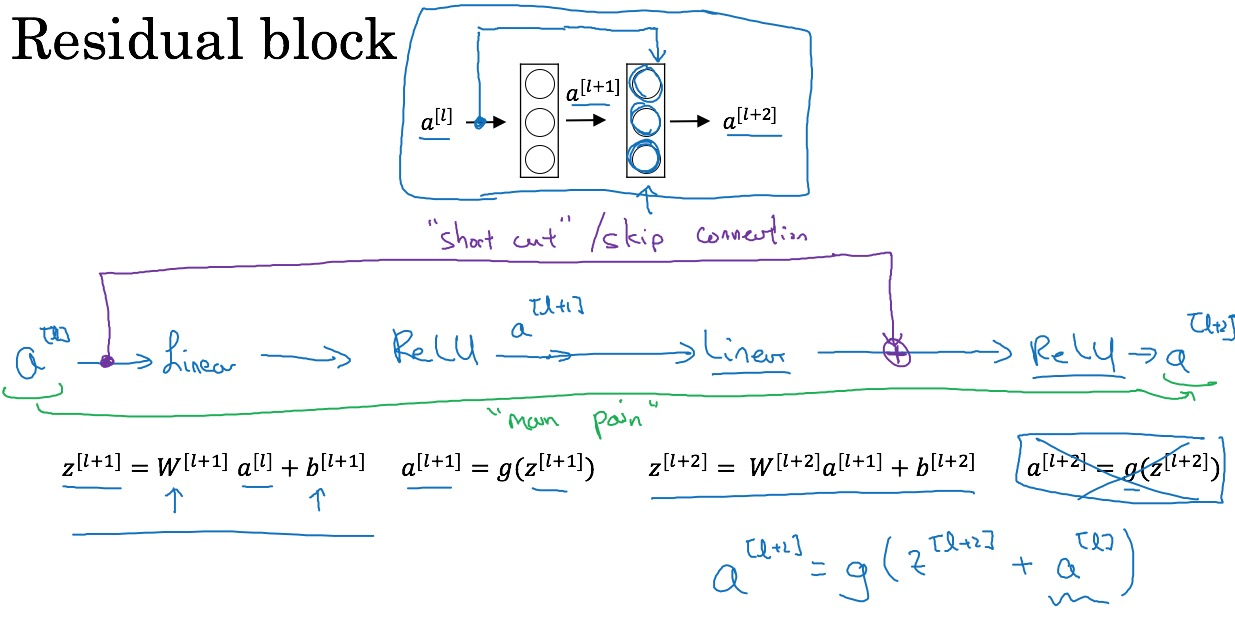 Residual block
a^[l] a^[l+1] a^[l+2]
"short cut" /skip connection
a^[l] Linear ReLU a^[l+1] Linear + ReLU a^[l+2]
"main path"
z^[l+1] = W^[l+1] a^[l] + b^[l+1] a^[l+1] = g(z^[l+1]) z^[l+2] = W^[l+2]a^[l+1] + b^[l+2] a^[l+2] = g(z^[l+2])
a^[l+2] = g(z^[l+2] + a^[l])